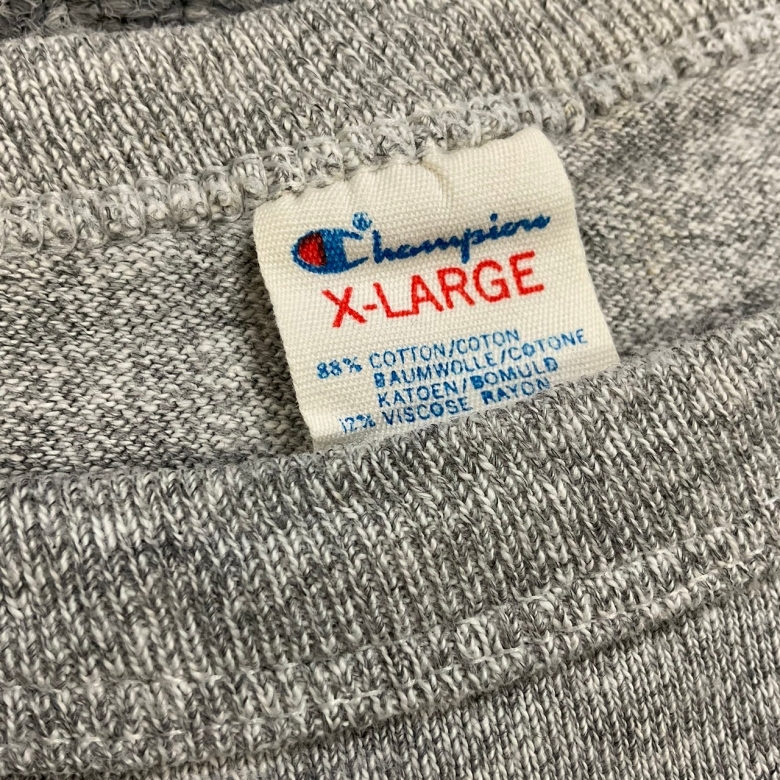 Champion®
X-LARGE
88% COTTON/COTON
BAUMWOLLE/COTONE
KATOEN/BOMULD
12% VISCOSE RAYON